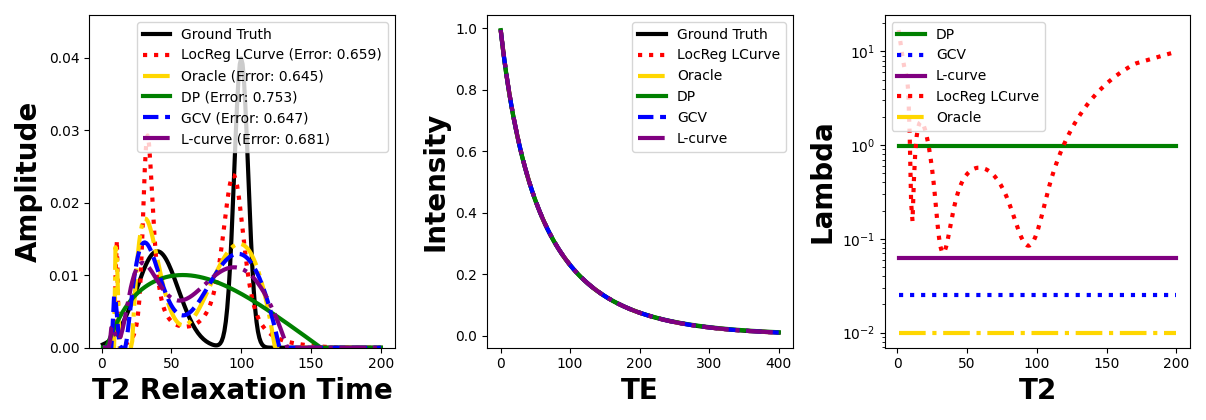 Amplitude
0.04
0.03
0.02
0.01
0.00
0
50
100
150
200
T2 Relaxation Time
Ground Truth
LocReg LCurve (Error: 0.659)
Oracle (Error: 0.645)
DP (Error: 0.753)
GCV (Error: 0.647)
L-curve (Error: 0.681)
Intensity
1.0
0.8
0.6
0.4
0.2
0.0
0
100
200
300
400
TE
Ground Truth
LocReg LCurve
Oracle
DP
GCV
L-curve
Lambda
10¹
10⁰
10⁻¹
10⁻²
0
50
100
150
200
T2
DP
GCV
L-curve
LocReg LCurve
Oracle